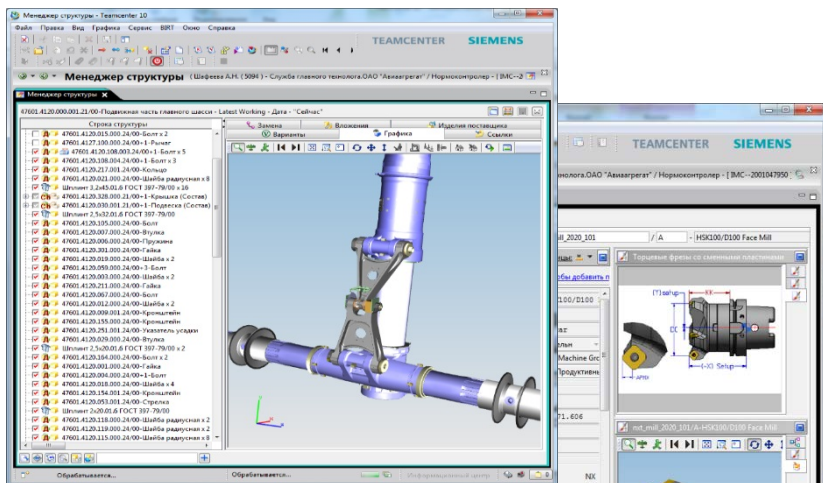 Менеджер структуры - Teamcenter 10
Файл Правка Вид Графика Сервис BIRT Окно Справка
TEAMCENTER SIEMENS
Менеджер структуры (Шафеева А.Н. (5094) - Служба главного технолога.ОАО "Авиаагрегат" / Нормоконтролер - [IMC--2
Менеджер структуры
47601.4120.000.001.21/00-Подвижная часть главного шасси - Latest Working - Дата - "Сейчас"
Строка структуры
Замена Вложения Изделия поставщика
Варианты Графика Ссылки
47601.4120.015.000.24/00-Болт x 2
47601.4127.100.000.24/00+1-Рычаг
47601.4120.108.003.24/00+1-Болт x 5
47601.4120.108.004.24/00+1-Болт x 3
47601.4120.217.001.24/00-Кольцо
47601.4120.021.000.24/00-Шайба радиусная x 8
Шплинт 3,2x45.01.6 ГОСТ 397-79/00 x 16
47601.4120.328.000.21/00+1-Крышка (Состав)
47601.4120.030.000.21/00+1-Подвеска (Состав)
Шплинт 2,5x32.01.6 ГОСТ 397-79/00
47601.4120.105.000.24/00-Болт
47601.4120.007.000.24/00-Втулка
47601.4120.006.000.24/00-Пружина
47601.4120.301.000.24/00-Гайка
47601.4120.019.000.24/00-Шайба x 2
47601.4120.059.000.24/00+3-Болт
47601.4120.003.000.24/00-Шайба x 2
47601.4120.211.000.24/00-Гайка
47601.4120.067.000.24/00-Болт
47601.4120.012.000.24/00-Шайба x 2
47601.4120.009.001.24/00-Кронштейн
47601.4120.155.000.24/00-Кронштейн
47601.4120.251.001.24/00-Указатель усадки
47601.4120.029.000.24/00-Втулка
Шплинт 2,5x20.01.6 ГОСТ 397-79/00 x 2
47601.4120.164.000.24/00-Болт x 2
47601.4120.001.000.24/00-Гайка
47601.4120.004.000.24/00+1-Болт
47601.4120.018.000.24/00-Шайба x 4
47601.4120.154.001.24/00-Кронштейн
47601.4120.053.001.24/00-Стрелка
Шплинт 2x20.01.6 ГОСТ 397-79/00
47601.4120.118.000.24/00-Шайба радиусная x 2
47601.4120.119.000.24/00-Шайба радиусная x 2
47601.4120.115.000.24/00-Шайба радиусная x 8
Обрабатывается... Обрабатывается... Информационный центр
TEAMCENTER SIEMENS
нолога.ОАО "Авиаагрегат" / Нормоконтролер - [IMC--2001047950
ill_2020_101 / A - HSK100/D100 Face Mill
Торцевые фрезы со сменными пластинами
бы добавить п
100/D100
Machine Gro
Продуктивны
71.606
NX
(Y)setup
(-X) Setup
DC
APMX
nxt_mill_2020_101/A-HSK100/D100 Face Mill